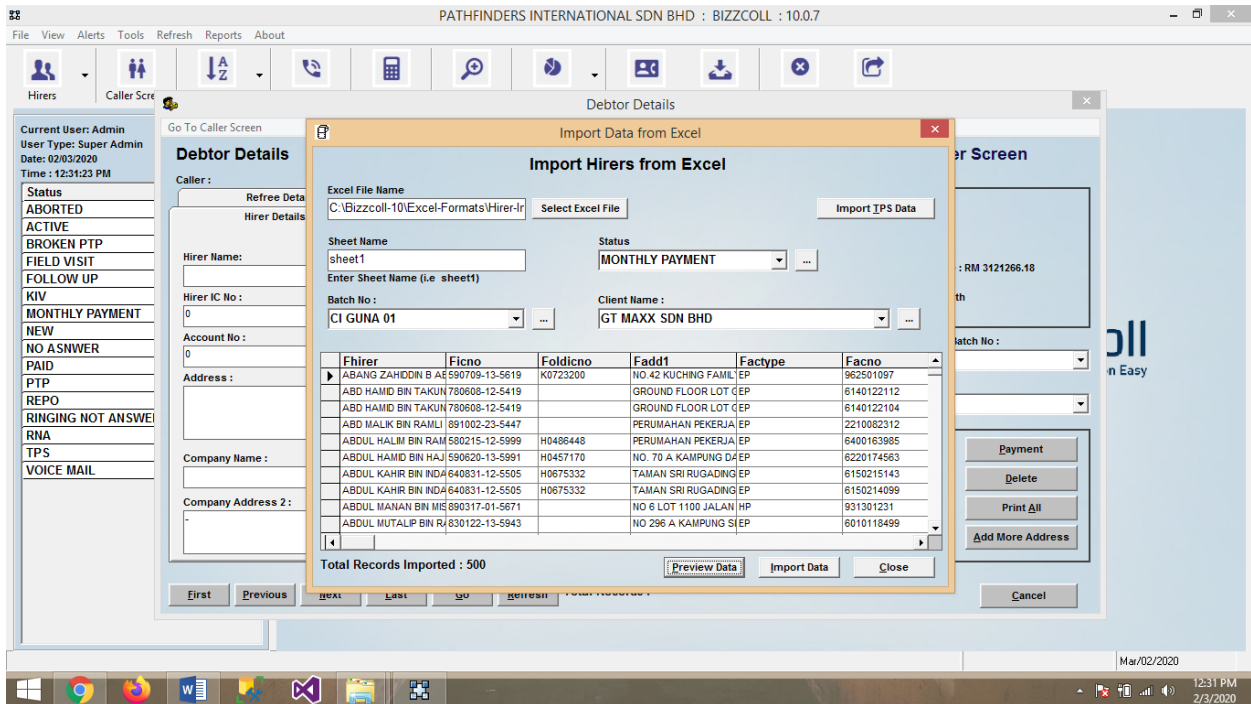 PATHFINDERS INTERNATIONAL SDN BHD : BIZZCOLL : 10.0.7
File View Alerts Tools Refresh Reports About
Hirers
Caller Scre
Current User: Admin
User Type: Super Admin
Date: 02/03/2020
Time : 12:31:23 PM
Status
ABORTED
ACTIVE
BROKEN PTP
FIELD VISIT
FOLLOW UP
KIV
MONTHLY PAYMENT
NEW
NO ASNWER
PAID
PTP
REPO
RINGING NOT ANSWE
RNA
TPS
VOICE MAIL
Debtor Details
Go To Caller Screen
Debtor Details
er Screen
Caller :
Refree Deta
Hirer Details
Hirer Name:
Hirer IC No :
0
Account No :
0
Address :
Company Name :
Company Address 2 :
-
: RM 3121266.18
th
Batch No :
Payment
Delete
Print All
Add More Address
First Previous Next Last Go Refresh Total Records :
Cancel
Import Data from Excel
Import Hirers from Excel
Excel File Name
C:\Bizzcoll-10\Excel-Formats\Hirer-Ir Select Excel File Import TPS Data
Sheet Name Status
sheet1 MONTHLY PAYMENT ...
Enter Sheet Name (i.e sheet1)
Batch No : Client Name :
CI GUNA 01 ... GT MAXX SDN BHD ...
Fhirer Ficno Foldicno Fadd1 Factype Facno
ABANG ZAHIDDIN B AE 590709-13-5619 K0723200 NO.42 KUCHING FAMIL' EP 962501097
ABD HAMID BIN TAKUN 780608-12-5419 GROUND FLOOR LOT G EP 6140122112
ABD HAMID BIN TAKUN 780608-12-5419 GROUND FLOOR LOT G EP 6140122104
ABD MALIK BIN RAMLI 891002-23-5447 PERUMAHAN PEKERJA EP 2210082312
ABDUL HALIM BIN RAM 580215-12-5999 H0486448 PERUMAHAN PEKERJA EP 6400163985
ABDUL HAMID BIN HAJ 590620-13-5991 H0457170 NO. 70 A KAMPUNG DA EP 6220174563
ABDUL KAHIR BIN INDA 640831-12-5505 H0675332 TAMAN SRI RUGADING EP 6150215143
ABDUL KAHIR BIN INDA 640831-12-5505 H0675332 TAMAN SRI RUGADING EP 6150214099
ABDUL MANAN BIN MIS 890317-01-5671 NO 6 LOT 1100 JALAN HP 931301231
ABDUL MUTALIP BIN RA 830122-13-5943 NO 296 A KAMPUNG SI EP 6010118499
Total Records Imported : 500
Preview Data Import Data Close
oll
n Easy
Mar/02/2020
12:31 PM
2/3/2020